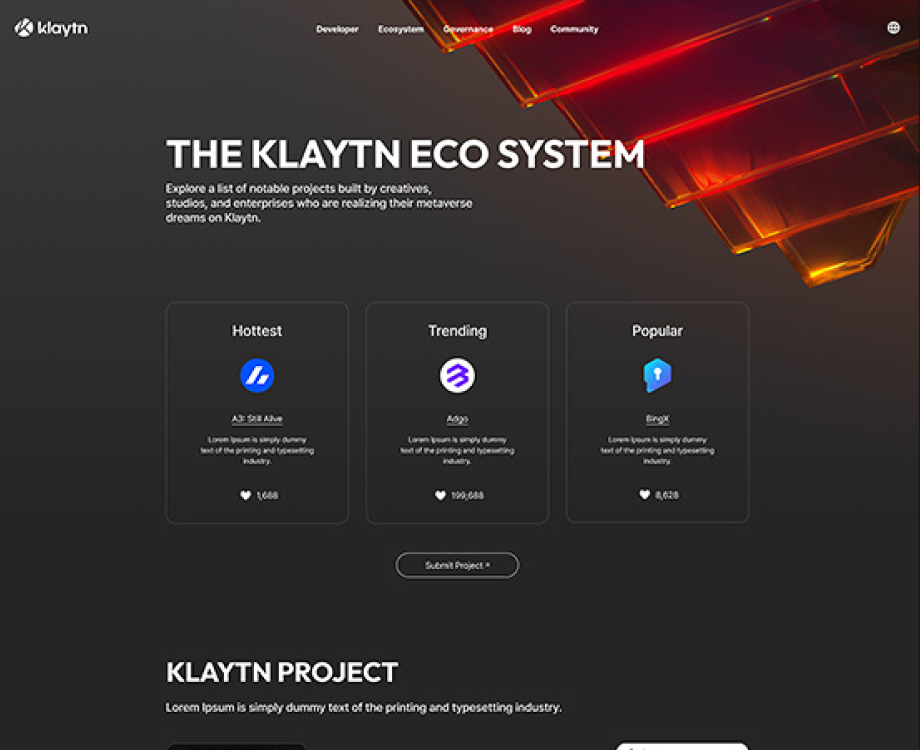 klaytn
Developer Ecosystem Governance Blog Community
THE KLAYTN ECO SYSTEM
Explore a list of notable projects built by creatives,
studios, and enterprises who are realizing their metaverse
dreams on Klaytn.
Hottest
A3: Still Alive
Lorem Ipsum is simply dummy
text of the printing and typesetting
industry.
1,688
Trending
Adgo
Lorem Ipsum is simply dummy
text of the printing and typesetting
industry.
199,688
Popular
BingX
Lorem Ipsum is simply dummy
text of the printing and typesetting
industry.
8,628
Submit Project
KLAYTN PROJECT
Lorem Ipsum is simply dummy text of the printing and typesetting industry.